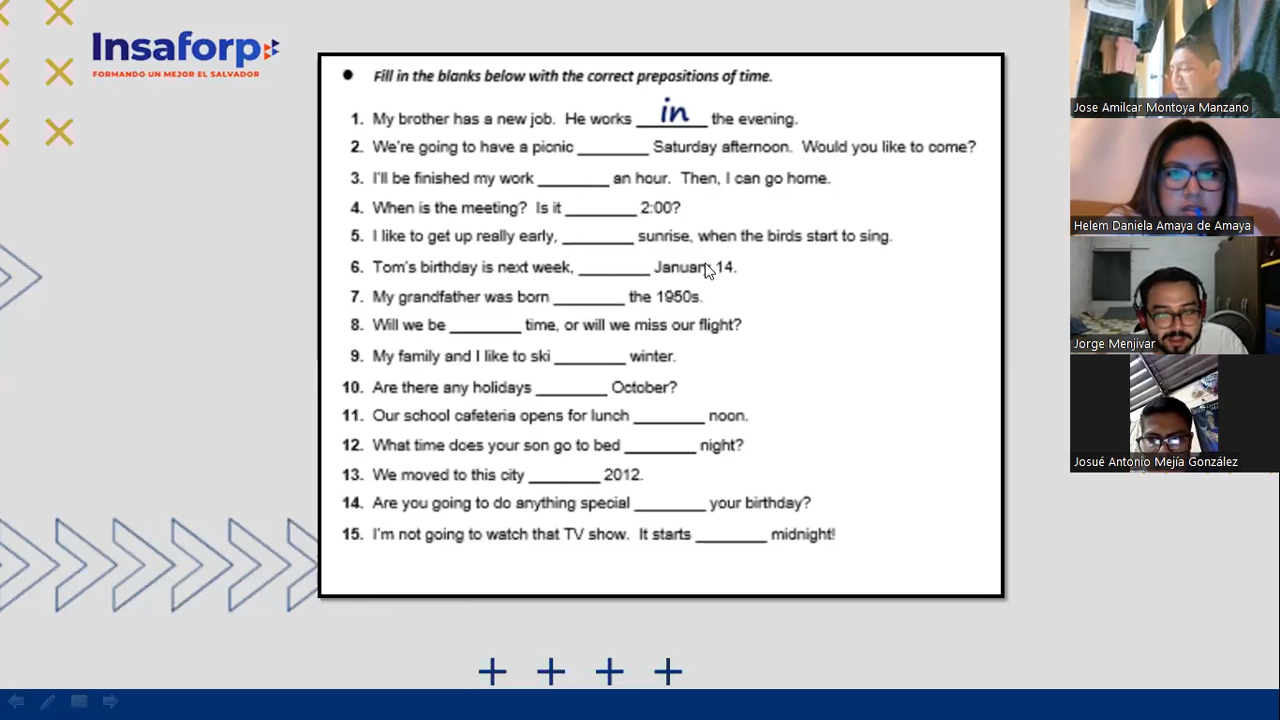 Insaforp
FORMANDO UN MEJOR EL SALVADOR
Fill in the blanks below with the correct prepositions of time.
1. My brother has a new job. He works in the evening.
2. We're going to have a picnic ________ Saturday afternoon. Would you like to come?
3. I'll be finished my work ________ an hour. Then, I can go home.
4. When is the meeting? Is it ________ 2:00?
5. I like to get up really early, ________ sunrise, when the birds start to sing.
6. Tom's birthday is next week, ________ January 14.
7. My grandfather was born ________ the 1950s.
8. Will we be ________ time, or will we miss our flight?
9. My family and I like to ski ________ winter.
10. Are there any holidays ________ October?
11. Our school cafeteria opens for lunch ________ noon.
12. What time does your son go to bed ________ night?
13. We moved to this city ________ 2012.
14. Are you going to do anything special ________ your birthday?
15. I'm not going to watch that TV show. It starts ________ midnight!
Jose Amilcar Montoya Manzano
Helem Daniela Amaya de Amaya
Jorge Menjivar
Josué Antonio Mejía González